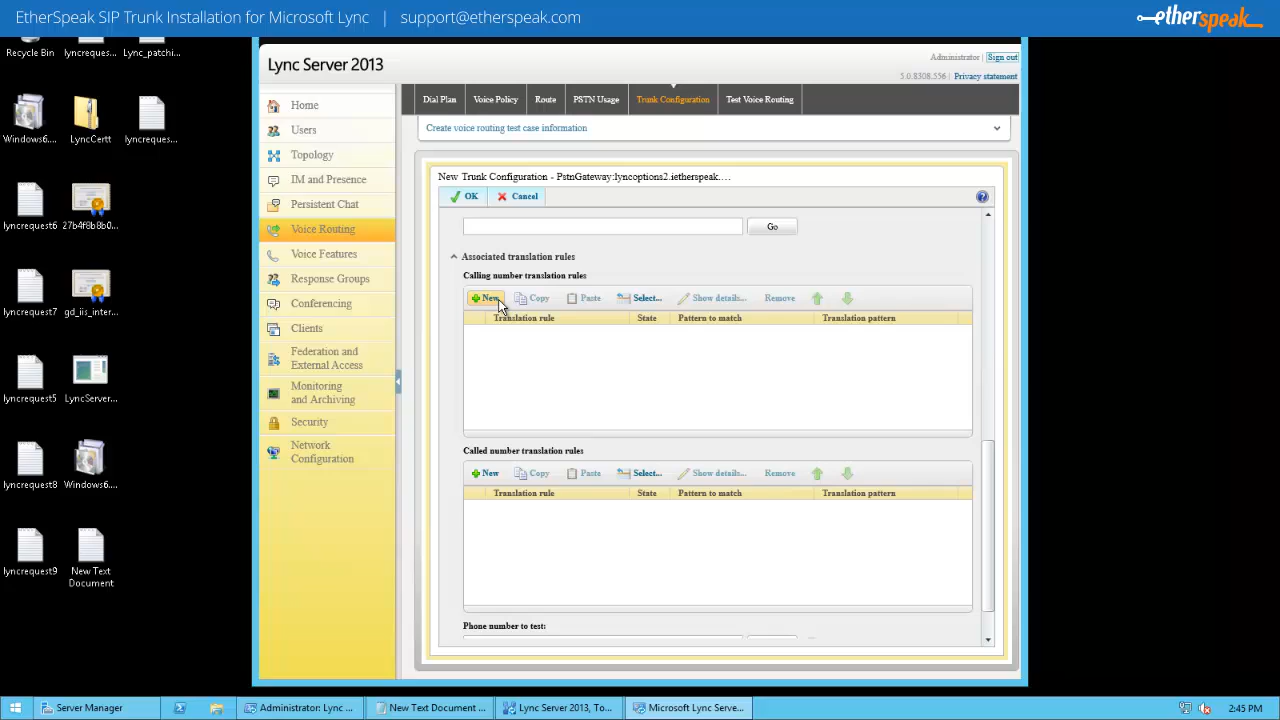 EtherSpeak SIP Trunk Installation for Microsoft Lync | support@etherspeak.com
etherspeak
Recycle Bin
lyncreques...
Lync_patchi...
Windows6....
LyncCertt
lyncreques...
lyncrequest6
27b4f8b8b0...
lyncrequest7
gd_iis_inter...
lyncrequest5
LyncServer...
lyncrequest8
Windows6....
lyncrequest9
New Text
Document
Lync Server 2013
Administrator | Sign out
5.0.8308.556 | Privacy statement
Home
Users
Topology
IM and Presence
Persistent Chat
Voice Routing
Voice Features
Response Groups
Conferencing
Clients
Federation and
External Access
Monitoring
and Archiving
Security
Network
Configuration
Dial Plan
Voice Policy
Route
PSTN Usage
Trunk Configuration
Test Voice Routing
Create voice routing test case information
New Trunk Configuration - PstnGateway:lyncoptions2.ietherspeak....
OK
Cancel
Go
Associated translation rules
Calling number translation rules
New
Copy
Paste
Select...
Show details...
Remove
Translation rule
State
Pattern to match
Translation pattern
Called number translation rules
New
Copy
Paste
Select...
Show details...
Remove
Translation rule
State
Pattern to match
Translation pattern
Phone number to test:
Server Manager
Administrator: Lync ...
New Text Document ...
Lync Server 2013, To...
Microsoft Lync Serve...
2:45 PM